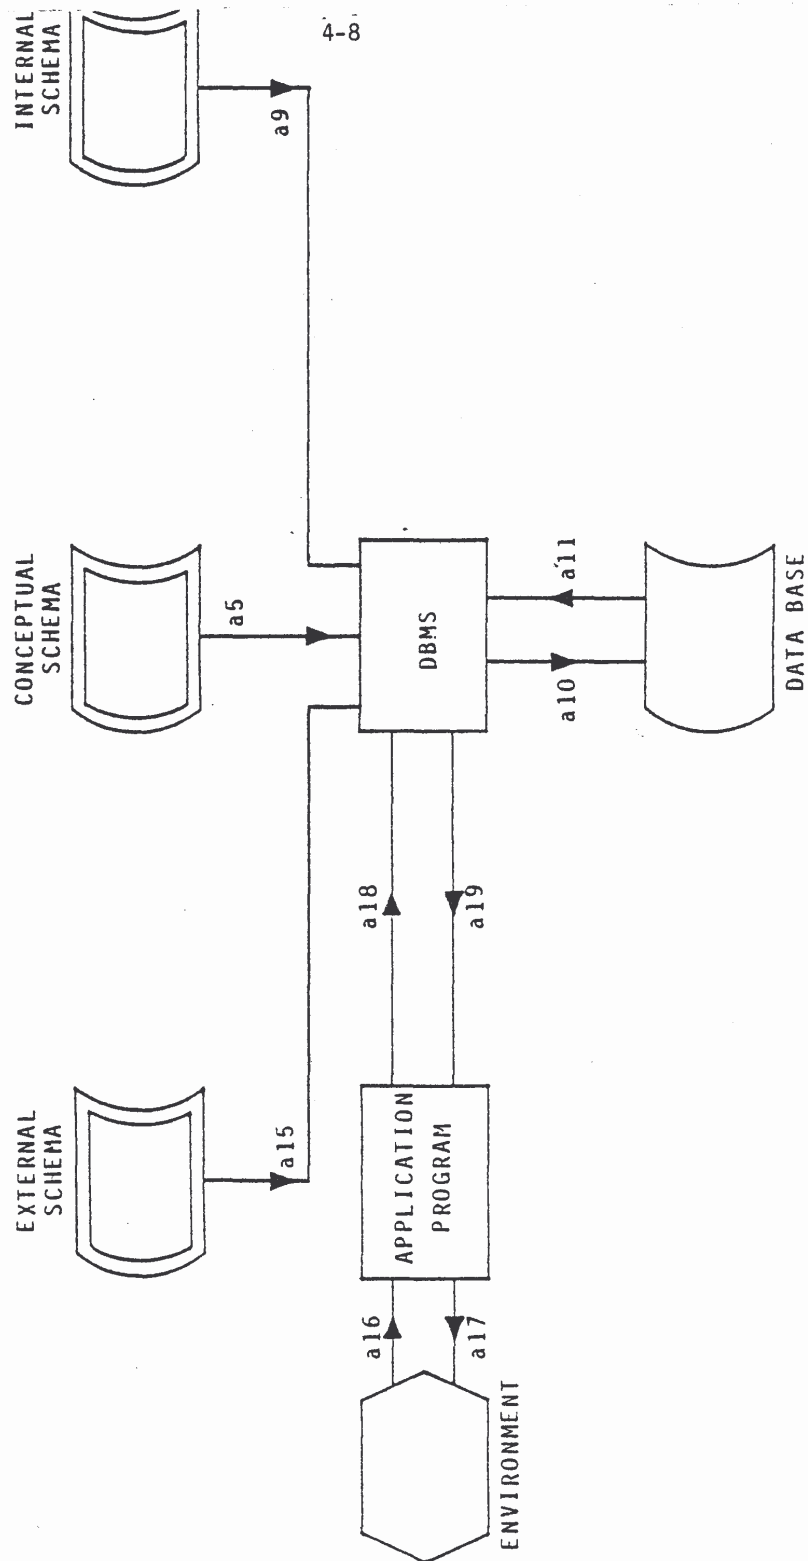 4-8
EXTERNAL
SCHEMA
CONCEPTUAL
SCHEMA
INTERNAL
SCHEMA
a15
a5
a9
a16
a17
APPLICATION
PROGRAM
a18
a19
DBMS
a10
a11
ENVIRONMENT
DATA BASE